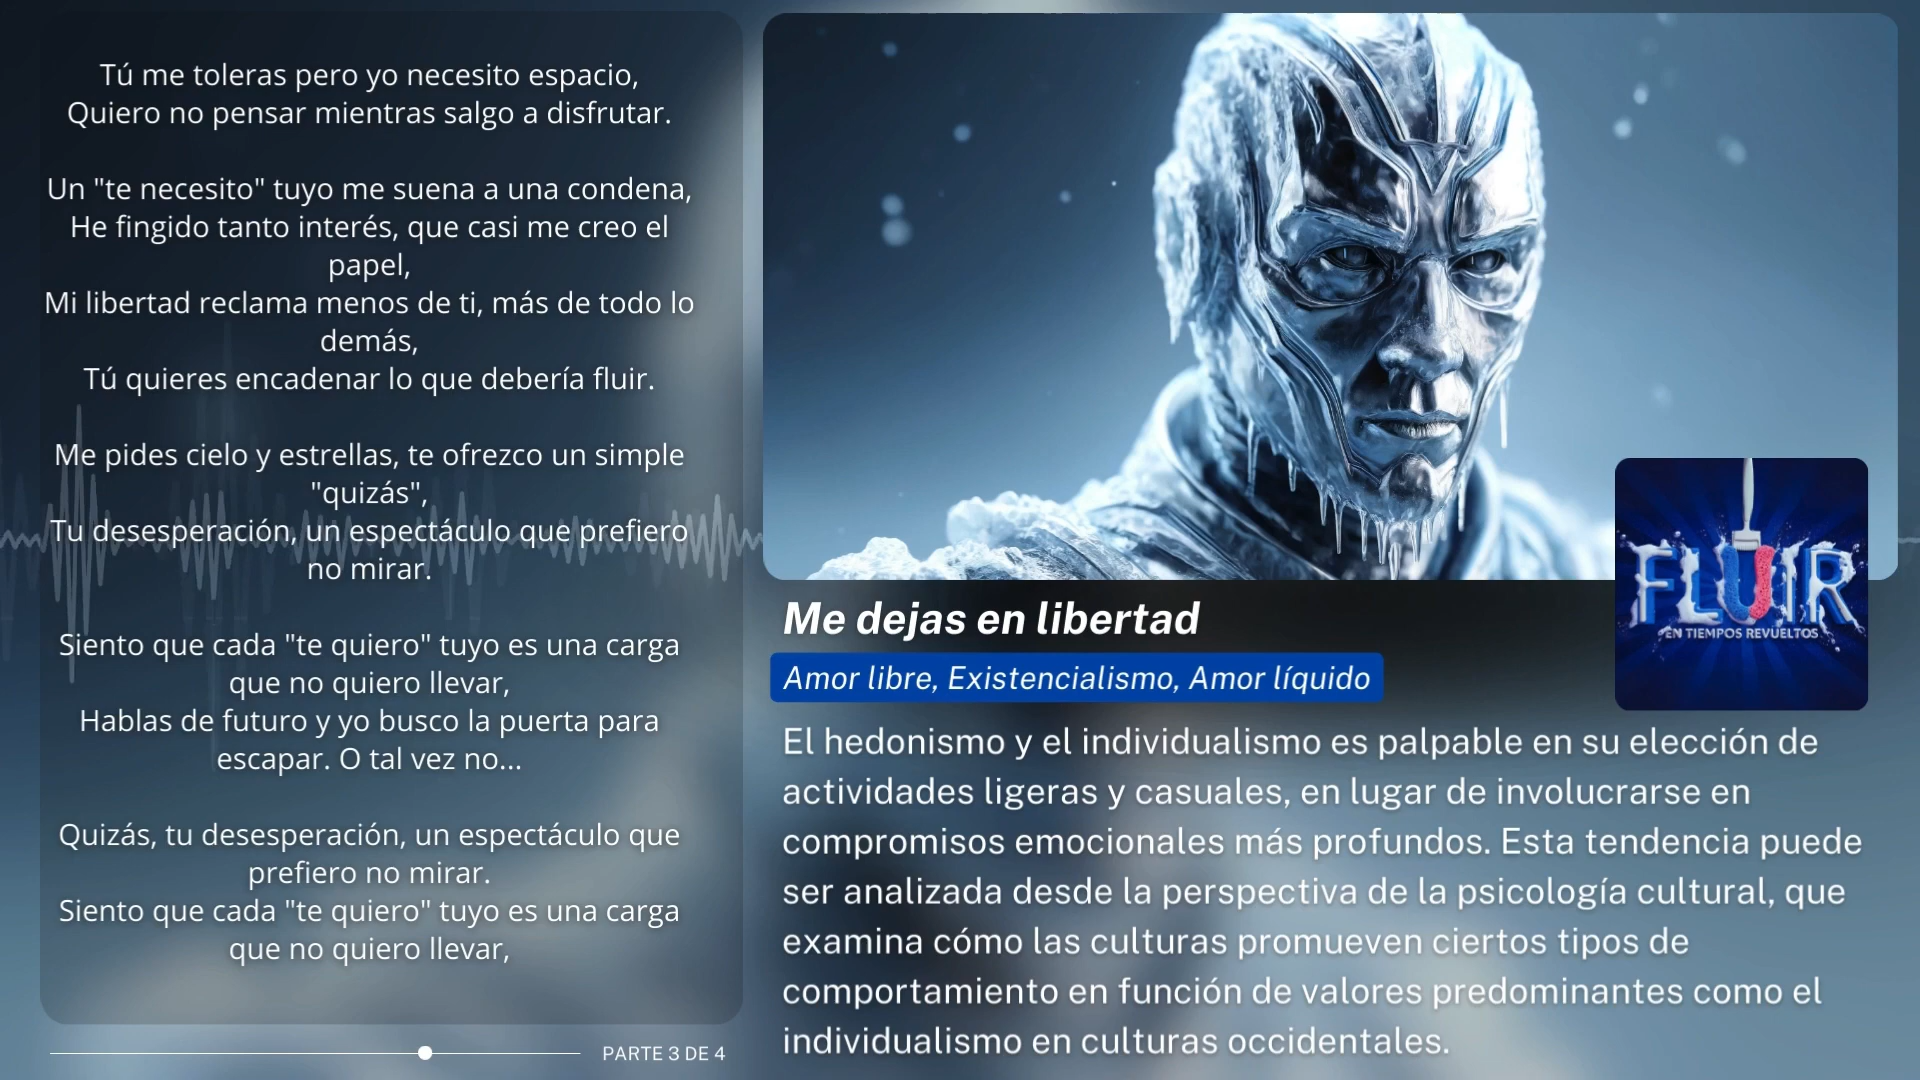 Tú me toleras pero yo necesito espacio,
Quiero no pensar mientras salgo a disfrutar.
Un "te necesito" tuyo me suena a una condena,
He fingido tanto interés, que casi me creo el
papel,
Mi libertad reclama menos de ti, más de todo lo
demás,
Tú quieres encadenar lo que debería fluir.
Me pides cielo y estrellas, te ofrezco un simple
"quizás",
Tu desesperación, un espectáculo que prefiero
no mirar.
Siento que cada "te quiero" tuyo es una carga
que no quiero llevar,
Hablas de futuro y yo busco la puerta para
escapar. O tal vez no...
Quizás, tu desesperación, un espectáculo que
prefiero no mirar.
Siento que cada "te quiero" tuyo es una carga
que no quiero llevar,
PARTE 3 DE 4
FLUIR
EN TIEMPOS REVUELTOS
Me dejas en libertad
Amor libre, Existencialismo, Amor líquido
El hedonismo y el individualismo es palpable en su elección de
actividades ligeras y casuales, en lugar de involucrarse en
compromisos emocionales más profundos. Esta tendencia puede
ser analizada desde la perspectiva de la psicología cultural, que
examina cómo las culturas promueven ciertos tipos de
comportamiento en función de valores predominantes como el
individualismo en culturas occidentales.